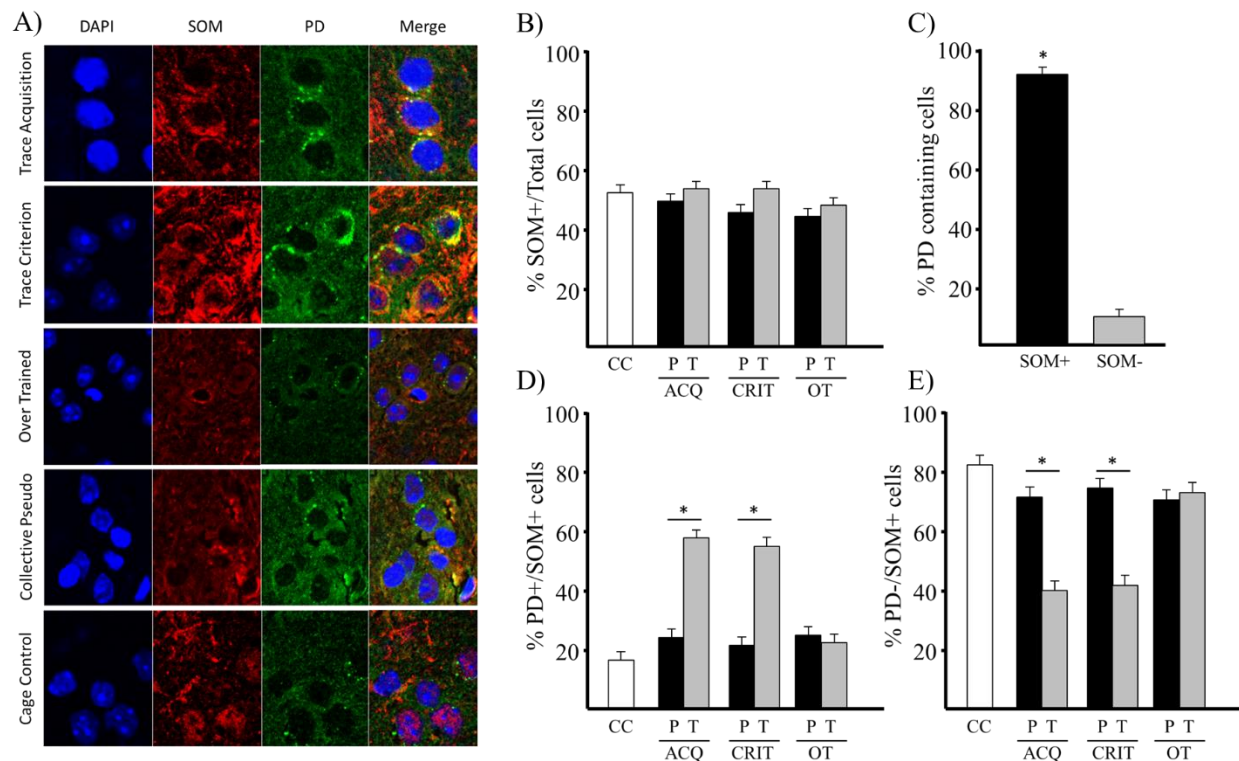 A)
DAPI SOM PD Merge
Trace Acquisition
Trace Criterion
Over Trained
Collective Pseudo
Cage Control
B)
% SOM+/Total cells
100
80
60
40
20
CC
P T P T P T
ACQ CRIT OT
C)
% PD containing cells
100
80
60
40
20
*
SOM+ SOM-
D)
% PD+/SOM+ cells
100
80
60
40
20
* *
CC
P T P T P T
ACQ CRIT OT
E)
% PD-/SOM+ cells
100
80
60
40
20
* *
CC
P T P T P T
ACQ CRIT OT